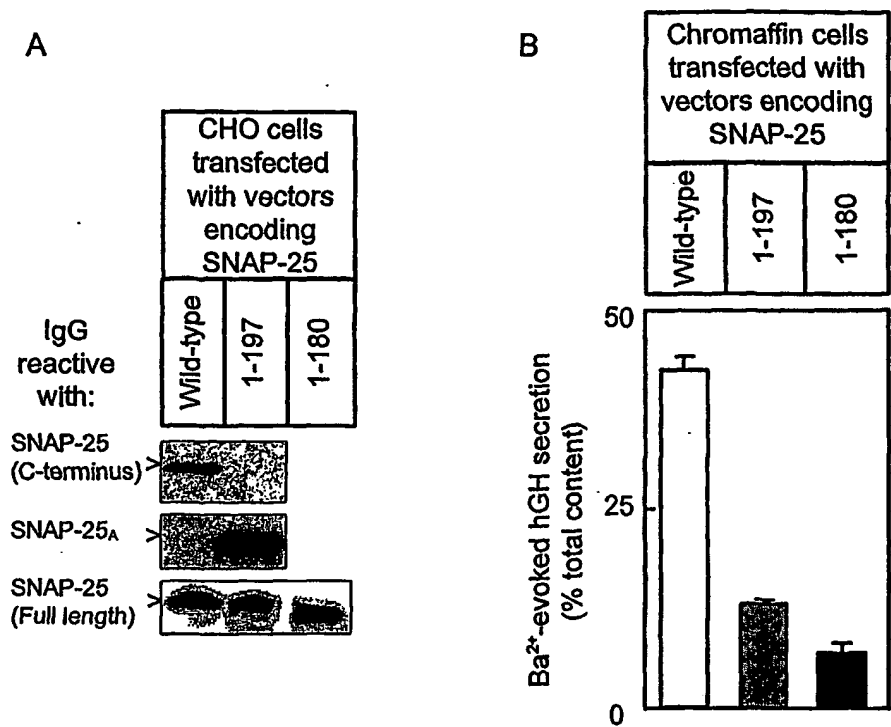 A
CHO cells
transfected
with vectors
encoding
SNAP-25
IgG
reactive
with:
Wild-type
1-197
1-180
SNAP-25
(C-terminus)
>
SNAP-25A
>
SNAP-25
(Full length)
>
B
Chromaffin cells
transfected with
vectors encoding
SNAP-25
Wild-type
1-197
1-180
Ba²⁺-evoked hGH secretion
(% total content)
50
25
0